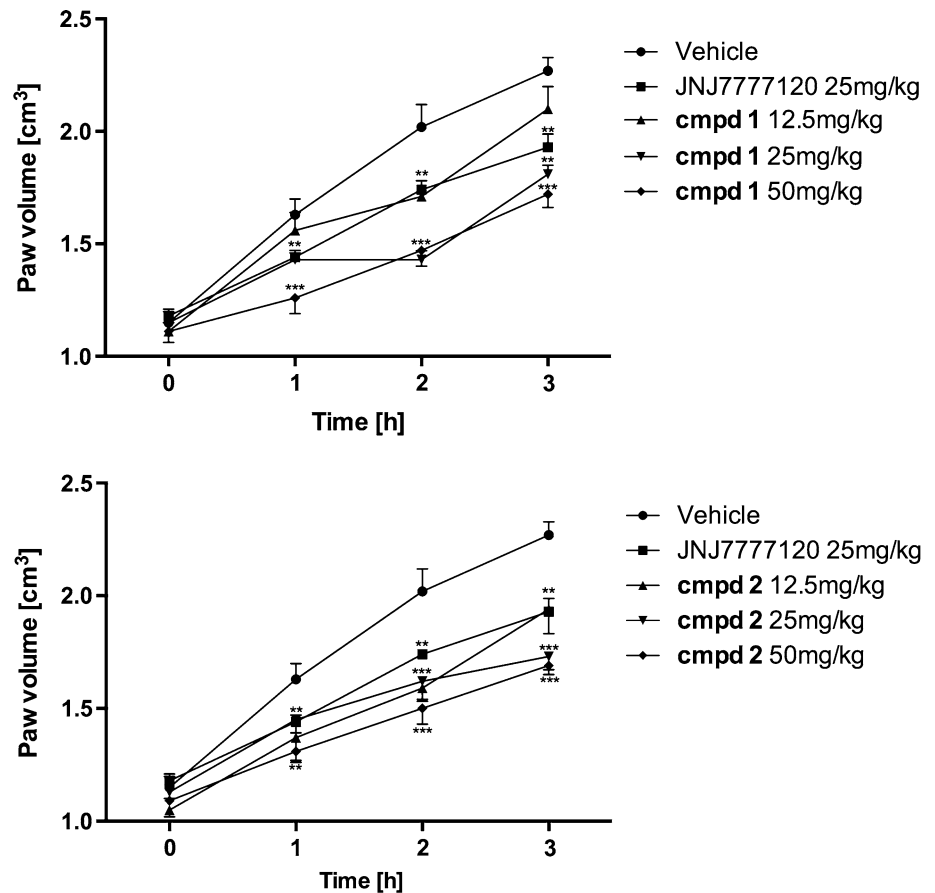 2.5
2.0
1.5
1.0
Paw volume [cm3]
0 1 2 3
Time [h]
**
***
**
***
**
**
***
Vehicle
JNJ7777120 25mg/kg
cmpd 1 12.5mg/kg
cmpd 1 25mg/kg
cmpd 1 50mg/kg
2.5
2.0
1.5
1.0
Paw volume [cm3]
0 1 2 3
Time [h]
**
**
**
***
***
**
***
***
Vehicle
JNJ7777120 25mg/kg
cmpd 2 12.5mg/kg
cmpd 2 25mg/kg
cmpd 2 50mg/kg